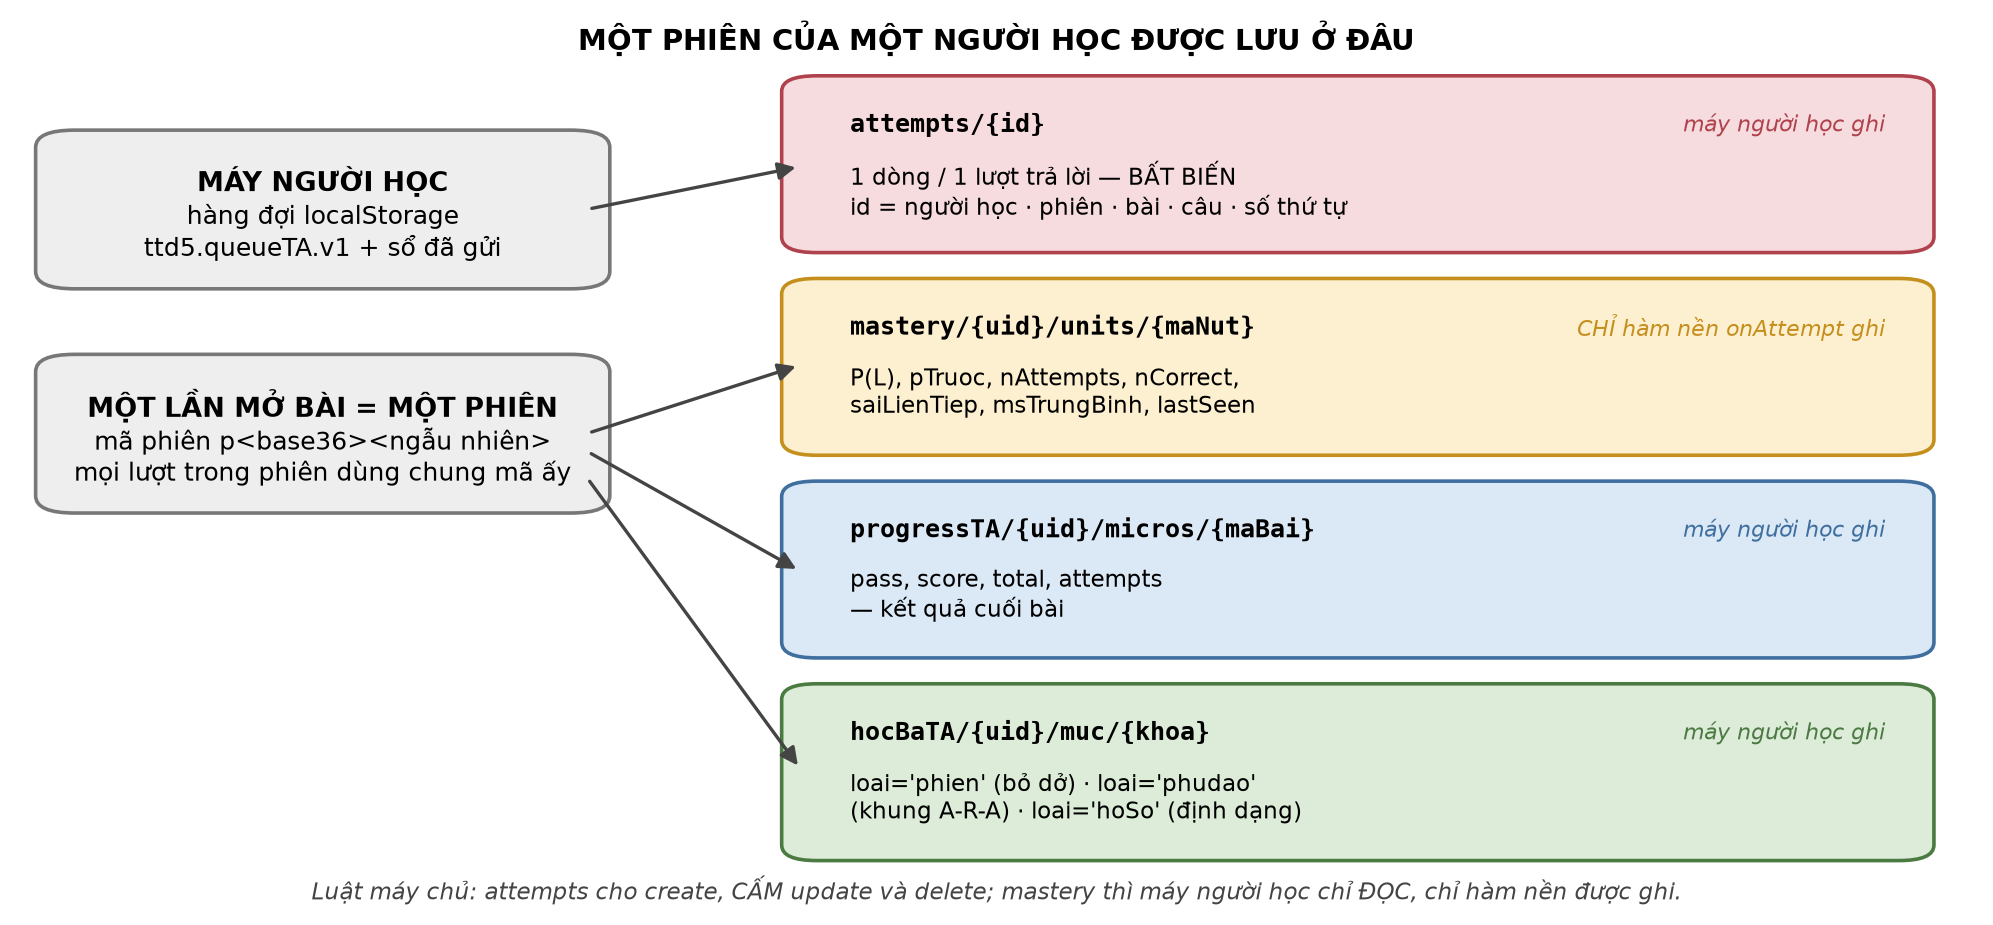 MỘT PHIÊN CỦA MỘT NGƯỜI HỌC ĐƯỢC LƯU Ở ĐÂU
MÁY NGƯỜI HỌC
hàng đợi localStorage
ttd5.queueTA.v1 + sổ đã gửi
MỘT LẦN MỞ BÀI = MỘT PHIÊN
mã phiên p<base36><ngẫu nhiên>
mọi lượt trong phiên dùng chung mã ấy
attempts/{id}
máy người học ghi
1 dòng / 1 lượt trả lời — BẤT BIẾN
id = người học · phiên · bài · câu · số thứ tự
mastery/{uid}/units/{maNut}
CHỈ hàm nền onAttempt ghi
P(L), pTruoc, nAttempts, nCorrect,
saiLienTiep, msTrungBinh, lastSeen
progressTA/{uid}/micros/{maBai}
máy người học ghi
pass, score, total, attempts
— kết quả cuối bài
hocBaTA/{uid}/muc/{khoa}
máy người học ghi
loai='phien' (bỏ dở) · loai='phudao'
(khung A-R-A) · loai='hoSo' (định dạng)
Luật máy chủ: attempts cho create, CẤM update và delete; mastery thì máy người học chỉ ĐỌC, chỉ hàm nền được ghi.